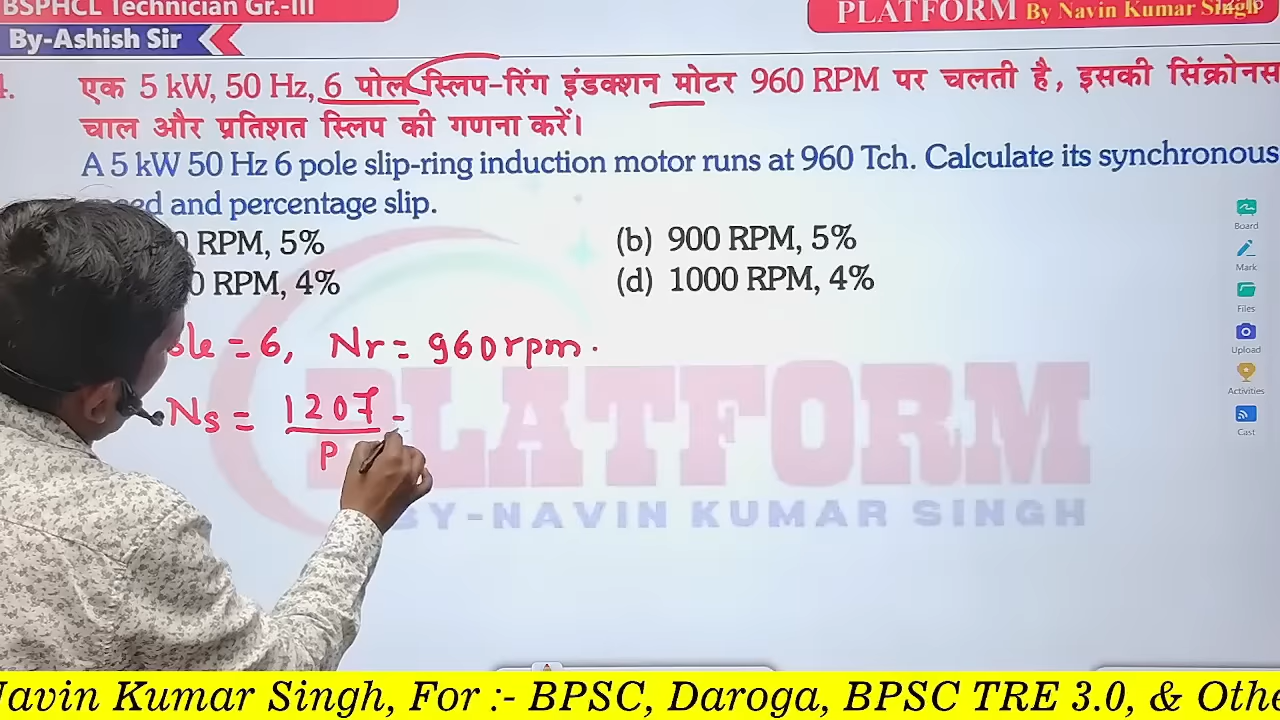 BSPHCL Technician Gr.-III
PLATFORM By Navin Kumar Singh
By-Ashish Sir
4.
एक 5 kW, 50 Hz, 6 पोल स्लिप-रिंग इंडक्शन मोटर 960 RPM पर चलती है, इसकी सिंक्रोनस
चाल और प्रतिशत स्लिप की गणना करें।
A 5 kW 50 Hz 6 pole slip-ring induction motor runs at 960 Tch. Calculate its synchronous
and percentage slip.
RPM, 5%
(b) 900 RPM, 5%
RPM, 4%
(d) 1000 RPM, 4%
= 6, Nr = 960 rpm.
Ns = 120f =
P
PLATFORM
BY-NAVIN KUMAR SINGH
Board
Mark
Files
Upload
Activities
Cast
Navin Kumar Singh, For :- BPSC, Daroga, BPSC TRE 3.0, & Othe